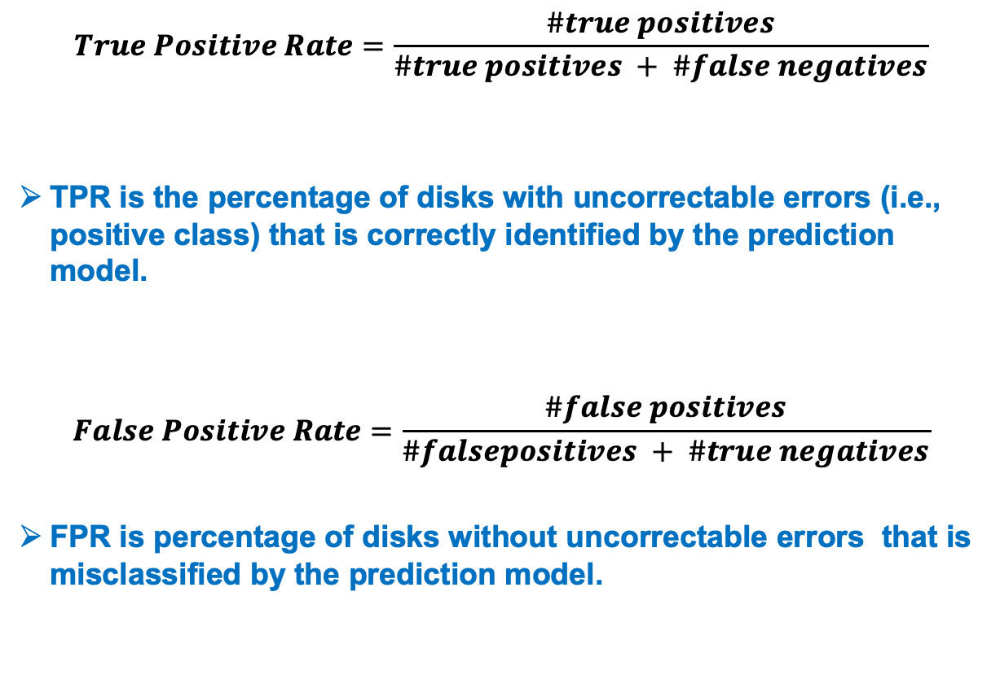 #true positives
True Positive Rate =
#true positives + #false negatives
➢ TPR is the percentage of disks with uncorrectable errors (i.e.,
positive class) that is correctly identified by the prediction
model.
#false positives
False Positive Rate =
#falsepositives + #true negatives
➢ FPR is percentage of disks without uncorrectable errors  that is
misclassified by the prediction model.